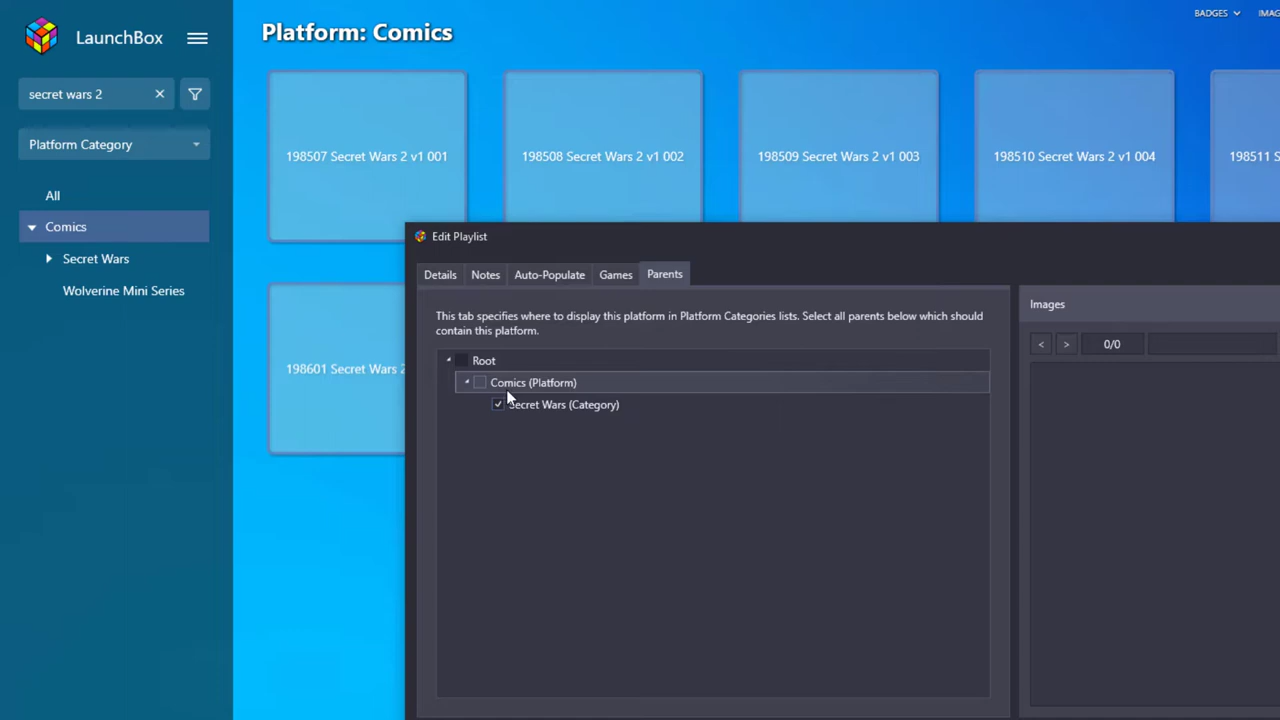 LaunchBox
Platform: Comics
BADGES
secret wars 2
Platform Category
All
Comics
Secret Wars
Wolverine Mini Series
198507 Secret Wars 2 v1 001
198508 Secret Wars 2 v1 002
198509 Secret Wars 2 v1 003
198510 Secret Wars 2 v1 004
198511
198601 Secret Wars
Edit Playlist
Details
Notes
Auto-Populate
Games
Parents
This tab specifies where to display this platform in Platform Categories lists. Select all parents below which should
contain this platform.
Root
Comics (Platform)
Secret Wars (Category)
Images
<
>
0/0